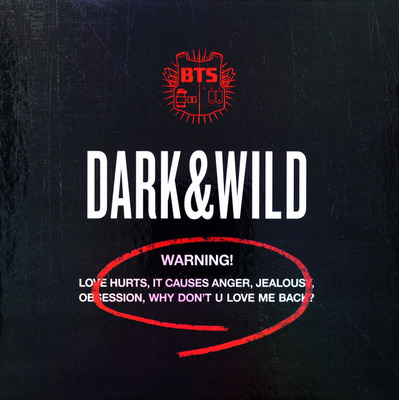 BTS
DARK&WILD
WARNING!
LOVE HURTS, IT CAUSES ANGER, JEALOUSY,
OBSESSION, WHY DON'T U LOVE ME BACK?